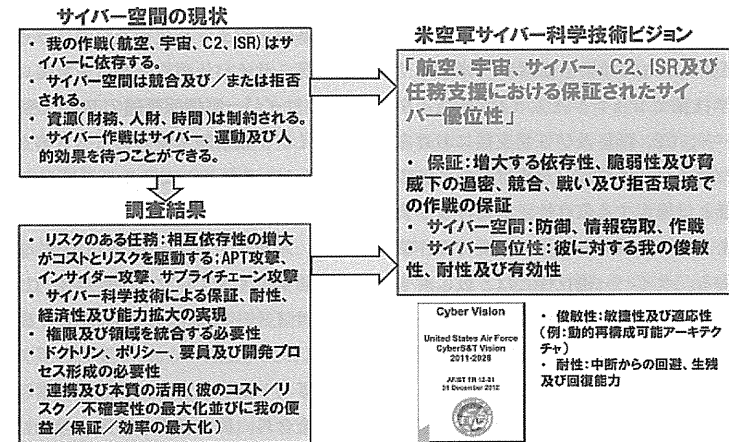 サイバー空間の現状
・ 我の作戦(航空、宇宙、C2、ISR)はサ
イバーに依存する。
・ サイバー空間は競合及び/または拒否
される。
・ 資源(財務、人財、時間)は制約される。
・ サイバー作戦はサイバー、運動及び人
的効果を待つことができる。
調査結果
・ リスクのある任務:相互依存性の増大
がコストとリスクを駆動する;APT攻撃、
インサイダー攻撃、サプライチェーン攻撃
・ サイバー科学技術による保証、耐性、
経済性及び能力拡大の実現
・ 権限及び領域を統合する必要性
・ ドクトリン、ポリシー、要員及び開発プロ
セス形成の必要性
・ 連携及び本質の活用(彼のコスト/リ
スク/不確実性の最大化並びに我の便
益/保証/効率の最大化)
米空軍サイバー科学技術ビジョン
「航空、宇宙、サイバー、C2、ISR及び
任務支援における保証されたサイ
バー優位性」
・ 保証:増大する依存性、脆弱性及び脅
威下の過密、競合、戦い及び拒否環境で
の作戦の保証
・ サイバー空間:防御、情報窃取、作戦
・ サイバー優位性:彼に対する我の俊敏
性、耐性及び有効性
Cyber Vision
United States Air Force
CyberS&T Vision
2011-2028
AF/ST TR 12-01
31 December 2012
・ 俊敏性:敏捷性及び適応性
(例:動的再構成可能アーキテク
チャ)
・ 耐性:中断からの回避、生残
及び回復能力